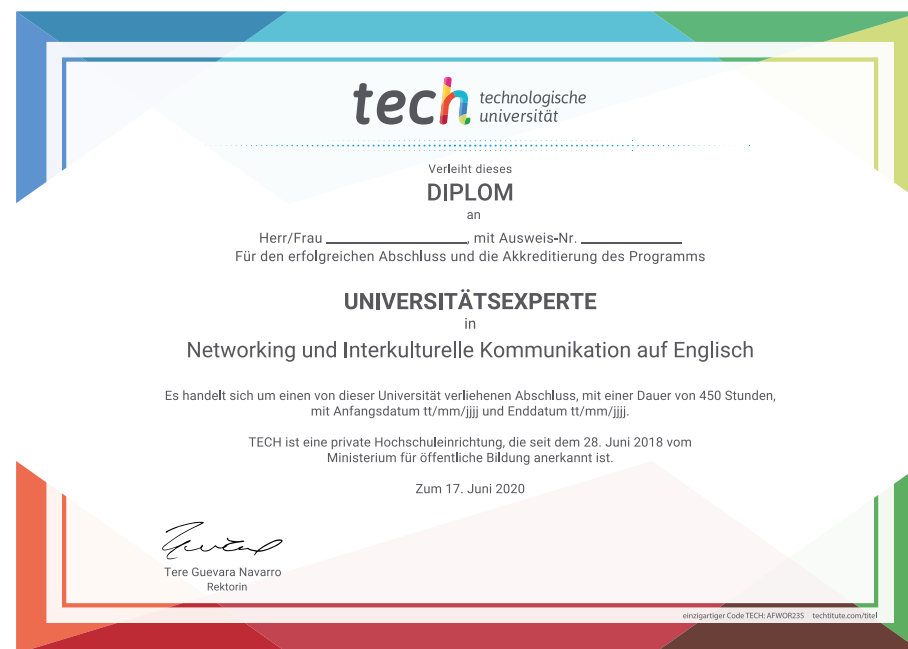 tech technologische
universität
Verleiht dieses
DIPLOM
an
Herr/Frau ____________________, mit Ausweis-Nr. ______________
Für den erfolgreichen Abschluss und die Akkreditierung des Programms
UNIVERSITÄTSEXPERTE
in
Networking und Interkulturelle Kommunikation auf Englisch
Es handelt sich um einen von dieser Universität verliehenen Abschluss, mit einer Dauer von 450 Stunden,
mit Anfangsdatum tt/mm/jjjj und Enddatum tt/mm/jjjj.
TECH ist eine private Hochschuleinrichtung, die seit dem 28. Juni 2018 vom
Ministerium für öffentliche Bildung anerkannt ist.
Zum 17. Juni 2020
Tere Guevara Navarro
Rektorin
einzigartiger Code TECH: AFWOR23S techtitute.com/titel